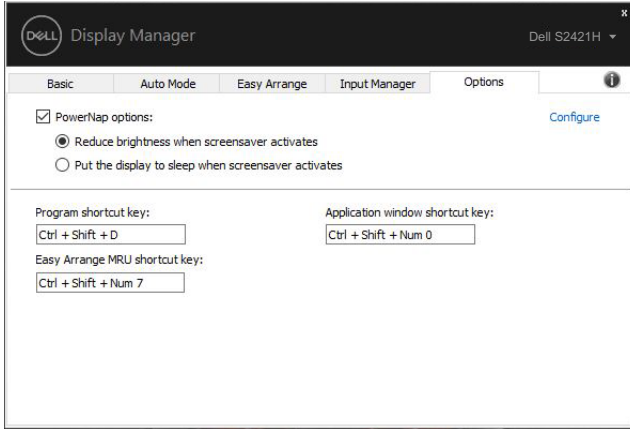 x
DELL Display Manager
Dell S2421H
Basic
Auto Mode
Easy Arrange
Input Manager
Options
i
PowerNap options:
Configure
Reduce brightness when screensaver activates
Put the display to sleep when screensaver activates
Program shortcut key:
Application window shortcut key:
Ctrl + Shift + D
Ctrl + Shift + Num 0
Easy Arrange MRU shortcut key:
Ctrl + Shift + Num 7